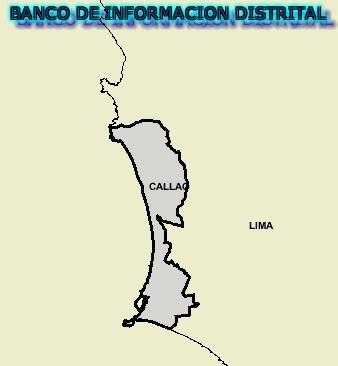 BANCO DE INFORMACION DISTRITAL
CALLAO
LIMA